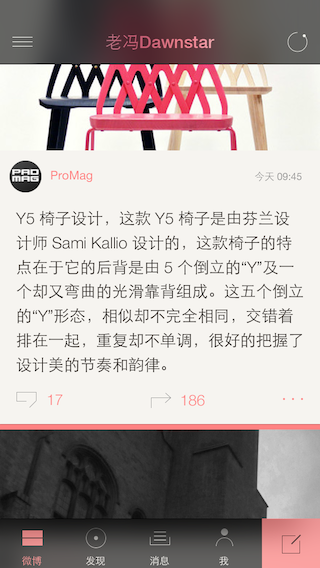 老冯Dawnstar
PRO
MAG
ProMag
今天 09:45
Y5 椅子设计，这款 Y5 椅子是由芬兰设
计师 Sami Kallio 设计的，这款椅子的特
点在于它的后背是由 5 个倒立的“Y”及一
个却又弯曲的光滑靠背组成。这五个倒立
的“Y”形态，相似却不完全相同，交错着
排在一起，重复却不单调，很好的把握了
设计美的节奏和韵律。
17
186
微博
发现
消息
我